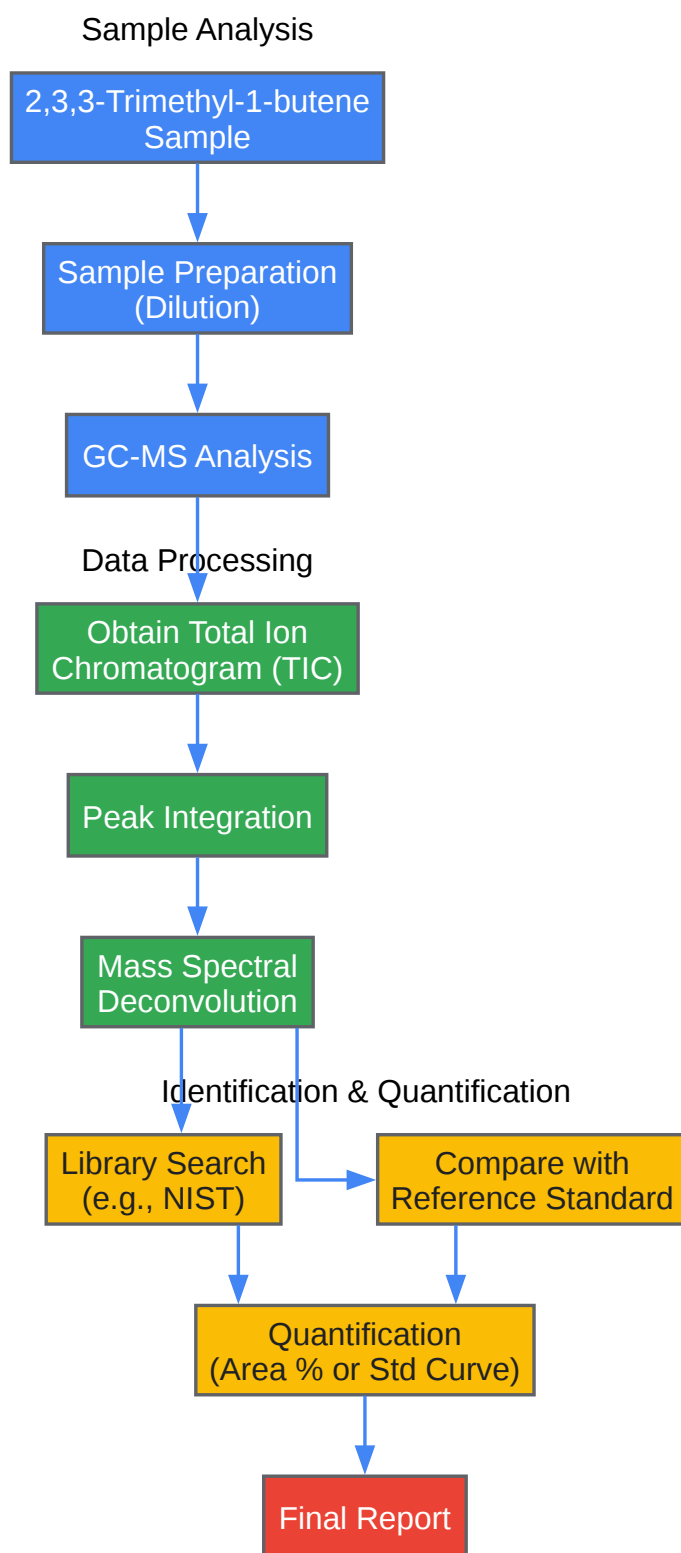 Sample Analysis
2,3,3-Trimethyl-1-butene
Sample
Sample Preparation
(Dilution)
GC-MS Analysis
Data Processing
Obtain Total Ion
Chromatogram (TIC)
Peak Integration
Mass Spectral
Deconvolution
Identification & Quantification
Library Search
(e.g., NIST)
Compare with
Reference Standard
Quantification
(Area % or Std Curve)
Final Report